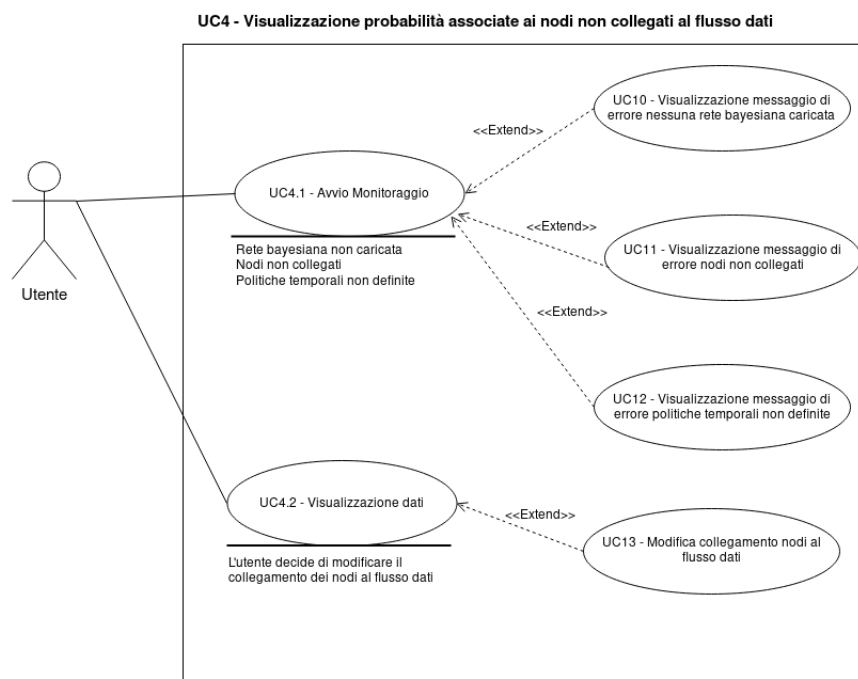 UC4 - Visualizzazione probabilità associate ai nodi non collegati al flusso dati
UC10 - Visualizzazione messaggio di
errore nessuna rete bayesiana caricata
<<Extend>>
UC4.1 - Avvio Monitoraggio
Rete bayesiana non caricata
Nodi non collegati
Politiche temporali non definite
<<Extend>>
UC11 - Visualizzazione messaggio di
errore nodi non collegati
Utente
<<Extend>>
UC12 - Visualizzazione messaggio di
errore politiche temporali non definite
UC4.2 - Visualizzazione dati
<<Extend>>
UC13 - Modifica collegamento nodi al
flusso dati
L'utente decide di modificare il
collegamento dei nodi al flusso dati